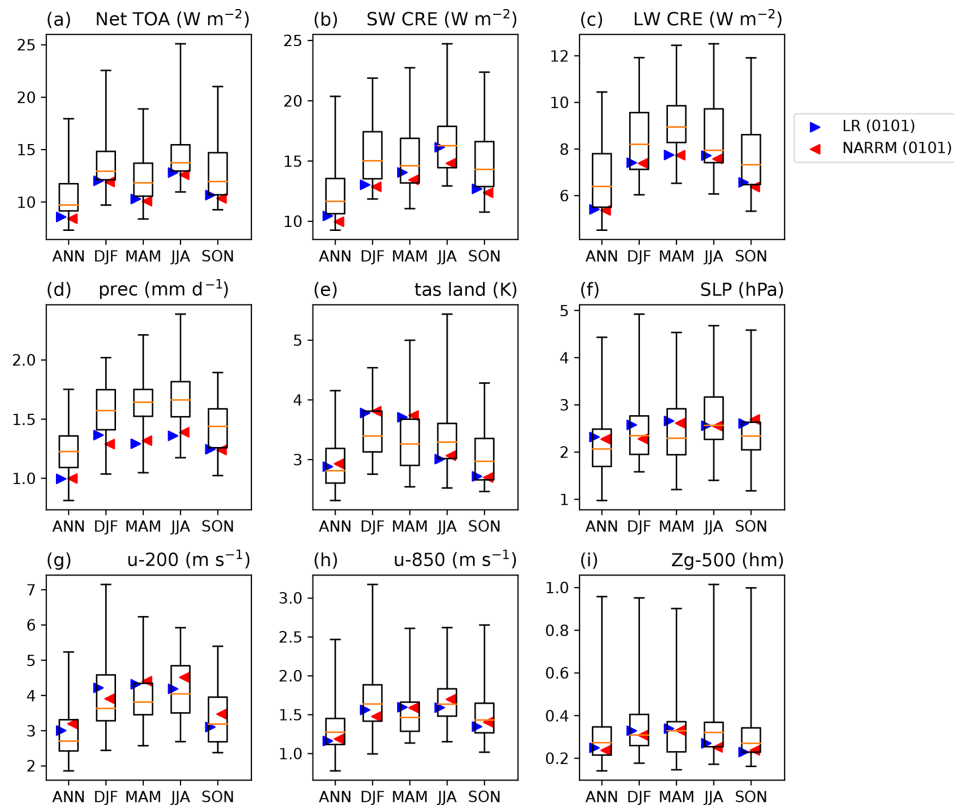 (a) Net TOA (W m⁻²)
25
20
15
10
ANN DJF MAM JJA SON
(b) SW CRE (W m⁻²)
25
20
15
10
ANN DJF MAM JJA SON
(c) LW CRE (W m⁻²)
12
10
8
6
ANN DJF MAM JJA SON
LR (0101)
NARRM (0101)
(d) prec (mm d⁻¹)
2.0
1.5
1.0
ANN DJF MAM JJA SON
(e) tas land (K)
5
4
3
ANN DJF MAM JJA SON
(f) SLP (hPa)
5
4
3
2
1
ANN DJF MAM JJA SON
(g) u-200 (m s⁻¹)
7
6
5
4
3
2
ANN DJF MAM JJA SON
(h) u-850 (m s⁻¹)
3.0
2.5
2.0
1.5
1.0
ANN DJF MAM JJA SON
(i) Zg-500 (hm)
1.0
0.8
0.6
0.4
0.2
ANN DJF MAM JJA SON